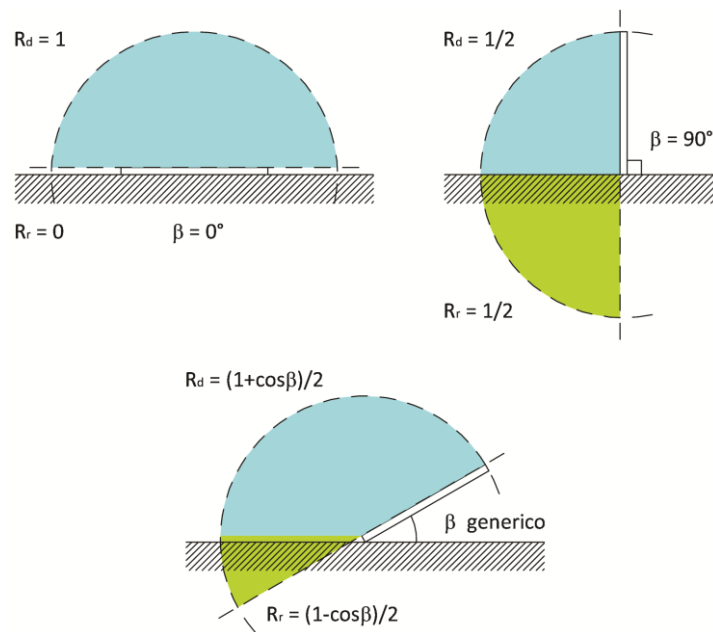 Rd = 1
Rr = 0
β = 0°
Rd = 1/2
β = 90°
Rr = 1/2
Rd = (1+cosβ)/2
β generico
Rr = (1-cosβ)/2